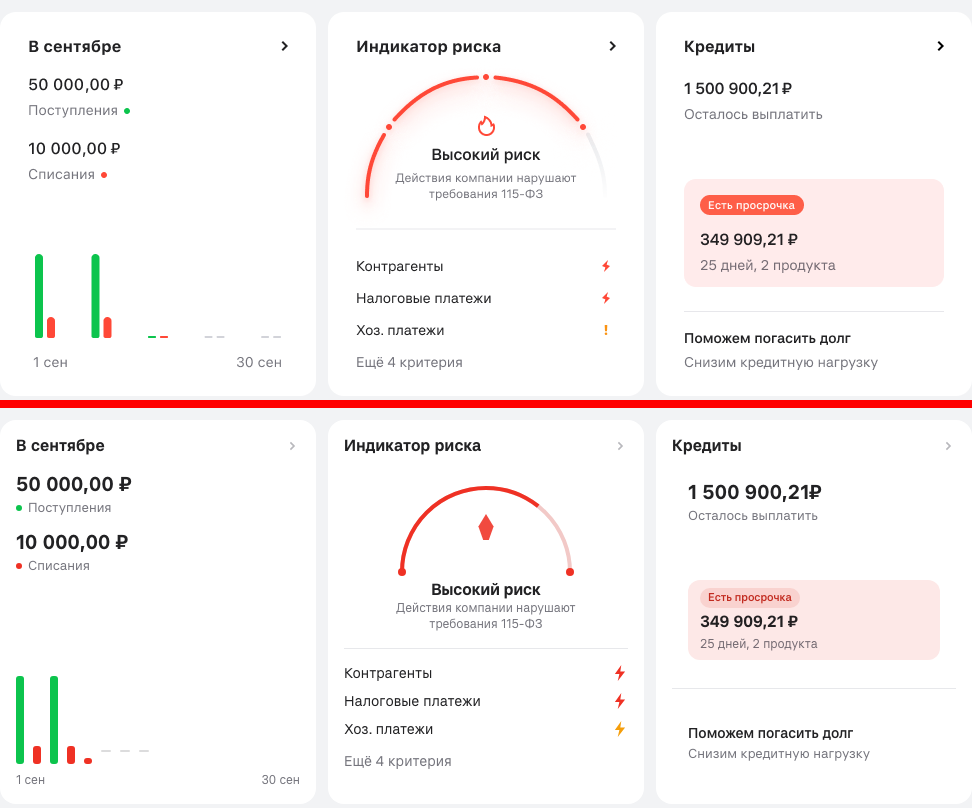 В сентябре
50 000,00 ₽
Поступления
10 000,00 ₽
Списания
1 сен
30 сен
Индикатор риска
Высокий риск
Действия компании нарушают
требования 115-ФЗ
Контрагенты
Налоговые платежи
Хоз. платежи
!
Ещё 4 критерия
Кредиты
1 500 900,21 ₽
Осталось выплатить
Есть просрочка
349 909,21 ₽
25 дней, 2 продукта
Поможем погасить долг
Снизим кредитную нагрузку
В сентябре
50 000,00 ₽
Поступления
10 000,00 ₽
Списания
1 сен
30 сен
Индикатор риска
Высокий риск
Действия компании нарушают
требования 115-ФЗ
Контрагенты
Налоговые платежи
Хоз. платежи
Ещё 4 критерия
Кредиты
1 500 900,21₽
Осталось выплатить
Есть просрочка
349 909,21 ₽
25 дней, 2 продукта
Поможем погасить долг
Снизим кредитную нагрузку